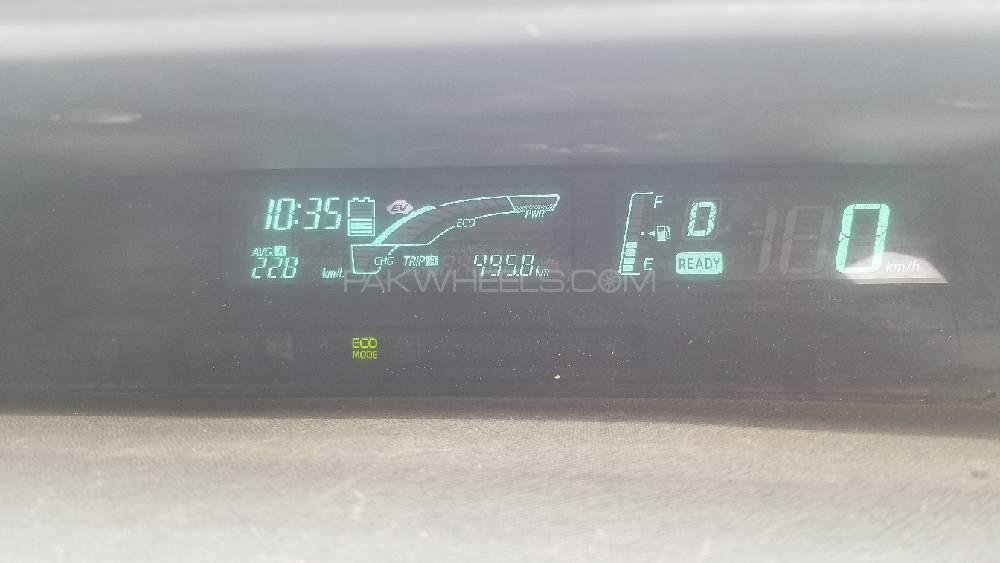 10:35
EV
ECO
PWR
AVG. A
22.8 km/L
CHG
TRIP
495.8 km
F
E
0
READY
0 km/h
ECO
MODE
PAKWHEELS.COM